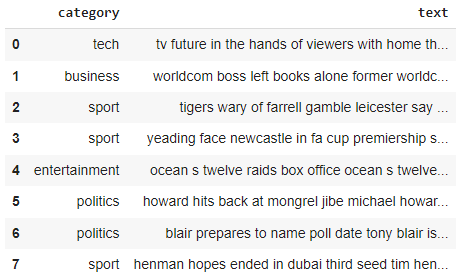 category text
0 tech tv future in the hands of viewers with home th...
1 business worldcom boss left books alone former worldc...
2 sport tigers wary of farrell gamble leicester say ...
3 sport yeading face newcastle in fa cup premiership s...
4 entertainment ocean s twelve raids box office ocean s twelve...
5 politics howard hits back at mongrel jibe michael howar...
6 politics blair prepares to name poll date tony blair is...
7 sport henman hopes ended in dubai third seed tim hen...